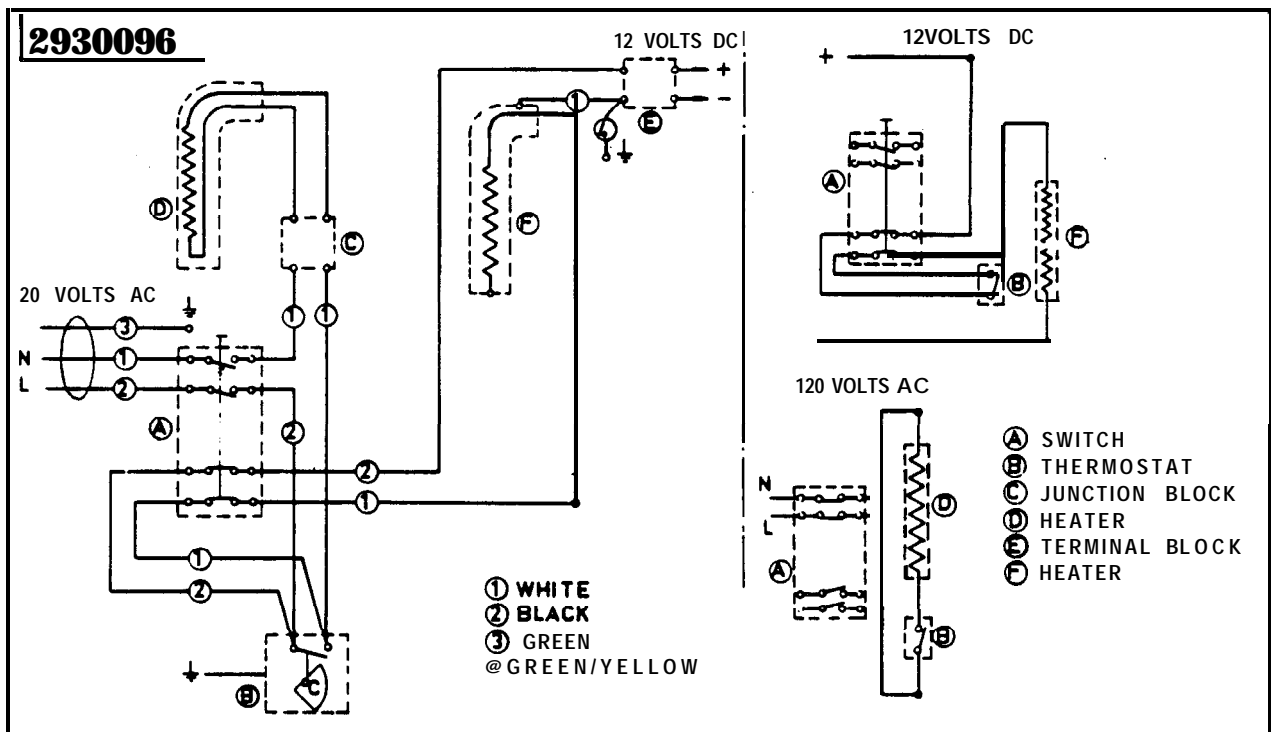 2930096
12 VOLTS DC
+
-
1
E
D
F
C
20 VOLTS AC
3
N
1
L
2
1
1
A
2
2
1
1
2
B
C
1 WHITE
2 BLACK
3 GREEN
@GREEN/YELLOW
12VOLTS DC
+
A
F
B
120 VOLTS AC
N
L
D
A
B
A SWITCH
B THERMOSTAT
C JUNCTION BLOCK
D HEATER
E TERMINAL BLOCK
F HEATER